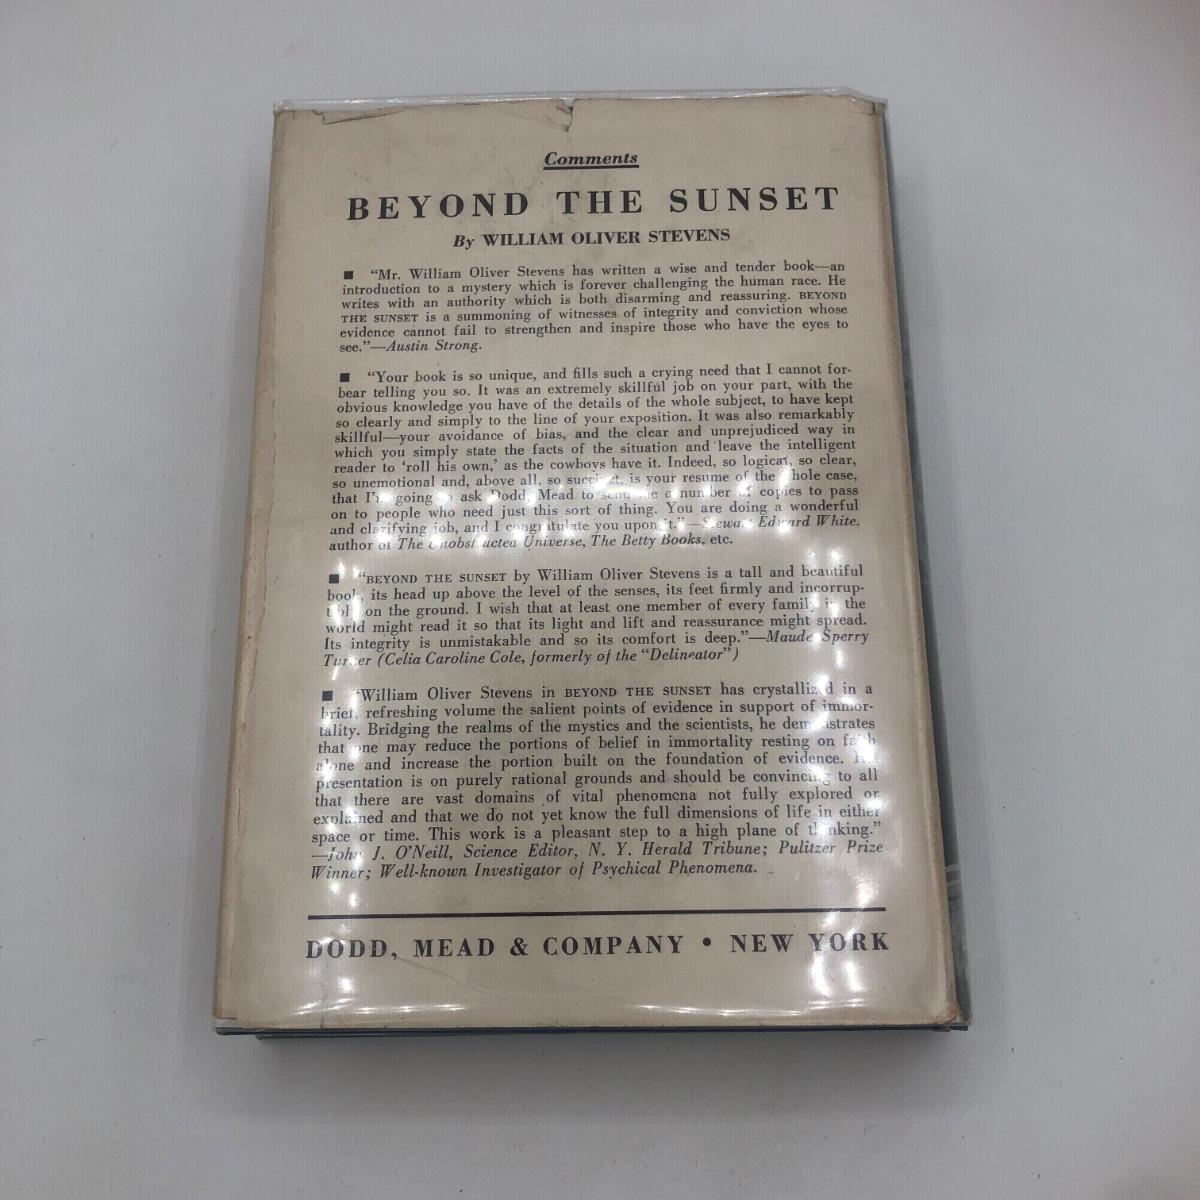 Comments
BEYOND THE SUNSET
By WILLIAM OLIVER STEVENS
■ “Mr. William Oliver Stevens has written a wise and tender book—an
introduction to a mystery which is forever challenging the human race. He
writes with an authority which is both disarming and reassuring. BEYOND
THE SUNSET is a summoning of witnesses of integrity and conviction whose
evidence cannot fail to strengthen and inspire those who have the eyes to
see.”—Austin Strong.
■ “Your book is so unique, and fills such a crying need that I cannot for-
bear telling you so. It was an extremely skillful job on your part, with the
obvious knowledge you have of the details of the whole subject, to have kept
so clearly and simply to the line of your exposition. It was also remarkably
skillful—your avoidance of bias, and the clear and unprejudiced way in
which you simply state the facts of the situation and leave the intelligent
reader to ‘roll his own,’ as the cowboys have it. Indeed, so logical, so clear,
so unemotional and, above all, so succinct, is your resume of the whole case,
that I’m going to ask Dodd, Mead to send me a number of copies to pass
on to people who need just this sort of thing. You are doing a wonderful
and clarifying job, and I congratulate you upon it.”—Stewart Edward White.
author of The Unobstructed Universe, The Betty Books, etc.
■ “BEYOND THE SUNSET by William Oliver Stevens is a tall and beautiful
book, its head up above the level of the senses, its feet firmly and incorrup-
tibly on the ground. I wish that at least one member of every family in the
world might read it so that its light and lift and reassurance might spread.
Its integrity is unmistakable and so its comfort is deep.”—Maude Sperry
Turner (Celia Caroline Cole, formerly of the “Delineator”)
■ “William Oliver Stevens in BEYOND THE SUNSET has crystallized in a
brief, refreshing volume the salient points of evidence in support of immor-
tality. Bridging the realms of the mystics and the scientists, he demonstrates
that one may reduce the portions of belief in immortality resting on faith
alone and increase the portion built on the foundation of evidence.
presentation is on purely rational grounds and should be convincing to all
that there are vast domains of vital phenomena not fully explored or
explained and that we do not yet know the full dimensions of life in either
space or time. This work is a pleasant step to a high plane of thinking.”
—John J. O’Neill, Science Editor, N. Y. Herald Tribune; Pulitzer Prize
Winner; Well-known Investigator of Psychical Phenomena.
DODD, MEAD & COMPANY • NEW YORK